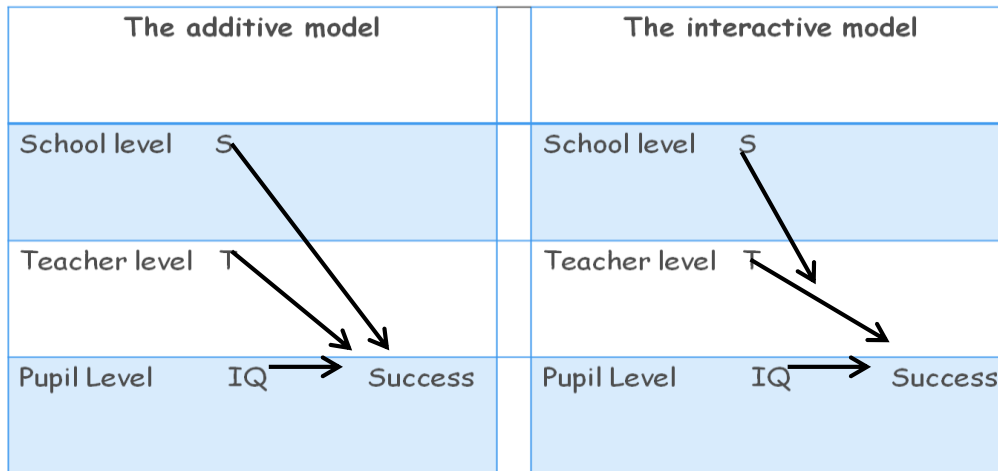 The additive model
The interactive model
School level S
School level S
Teacher level T
Teacher level T
Pupil Level IQ Success
Pupil Level IQ Success